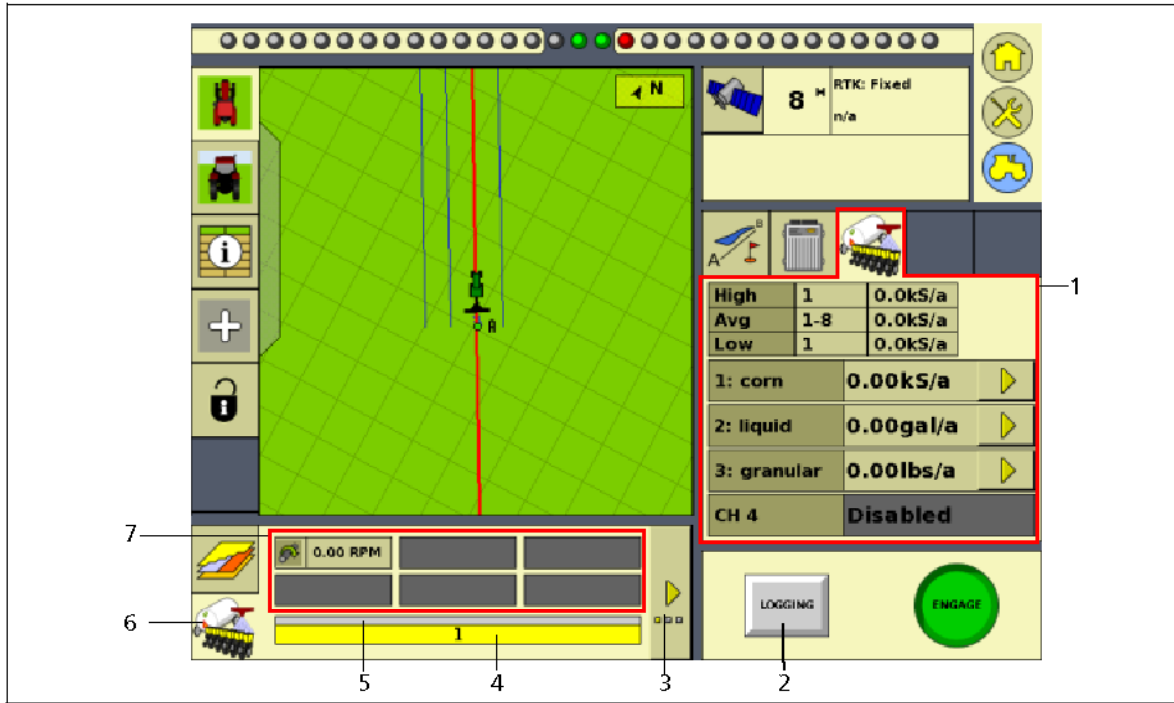 N
8 M
RTK: Fixed
n/a
A B
High 1 0.0kS/a
Avg 1-8 0.0kS/a
Low 1 0.0kS/a
1: corn 0.00kS/a
2: liquid 0.00gal/a
3: granular 0.00lbs/a
CH 4 Disabled
1
A
i
i
7
0.00 RPM
6
1
LOGGING
ENGAGE
5
4
3
2